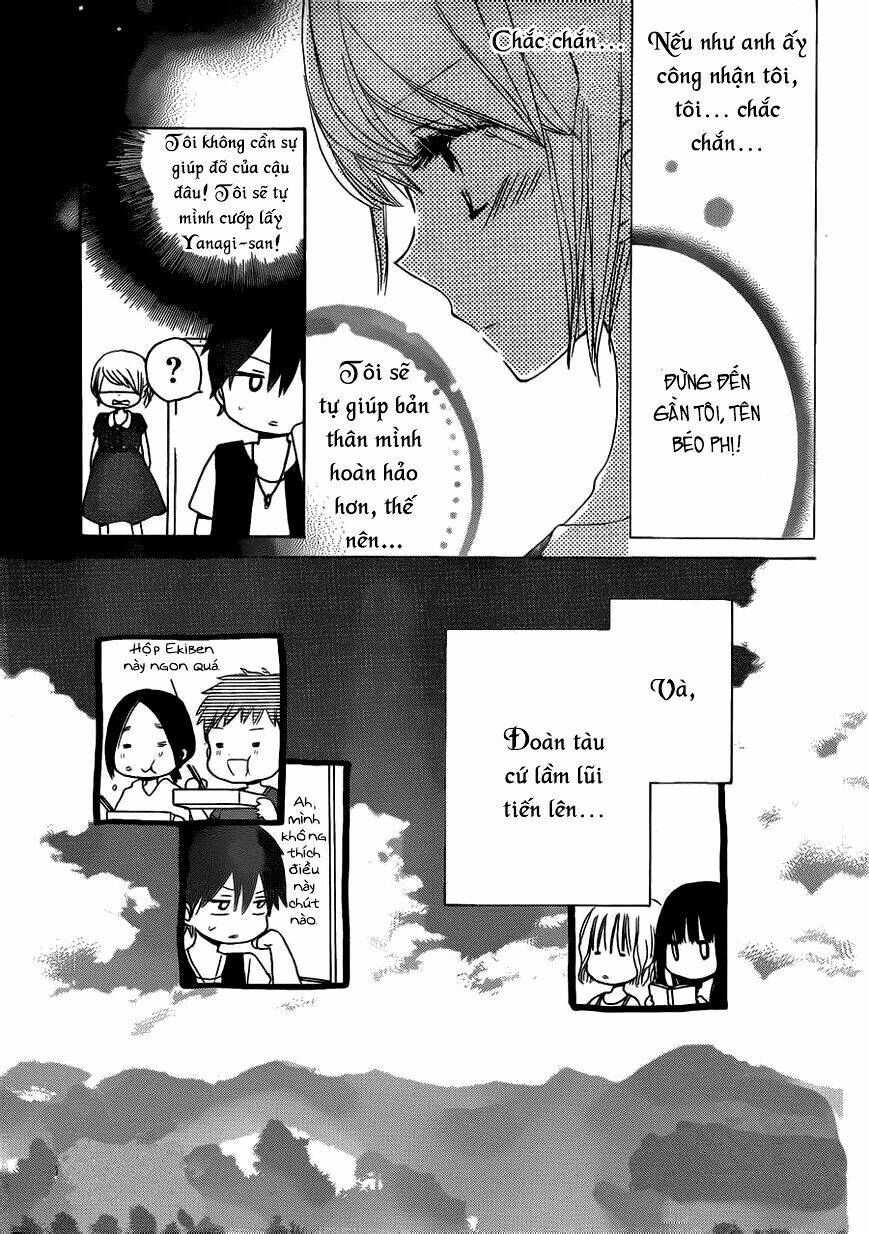 Nếu như anh ấy
công nhận tôi,
tôi... chắc
chắn...
Chắc chắn...
ĐỪNG ĐẾN
GẦN TÔI, TÊN
BÉO PHỊ!
Tôi sẽ
tự giúp bản
thân mình
hoàn hảo
hơn, thế
nên...
Tôi không cần sự
giúp đỡ của cậu
đâu! Tôi sẽ tự
mình cướp lấy
Yanagi-san!
?
Và,
Đoàn tàu
cứ lầm lũi
tiến lên...
Hộp Ekiben
này ngon quá
Ah,
mình
không
thích
điều
này
chút
nào.